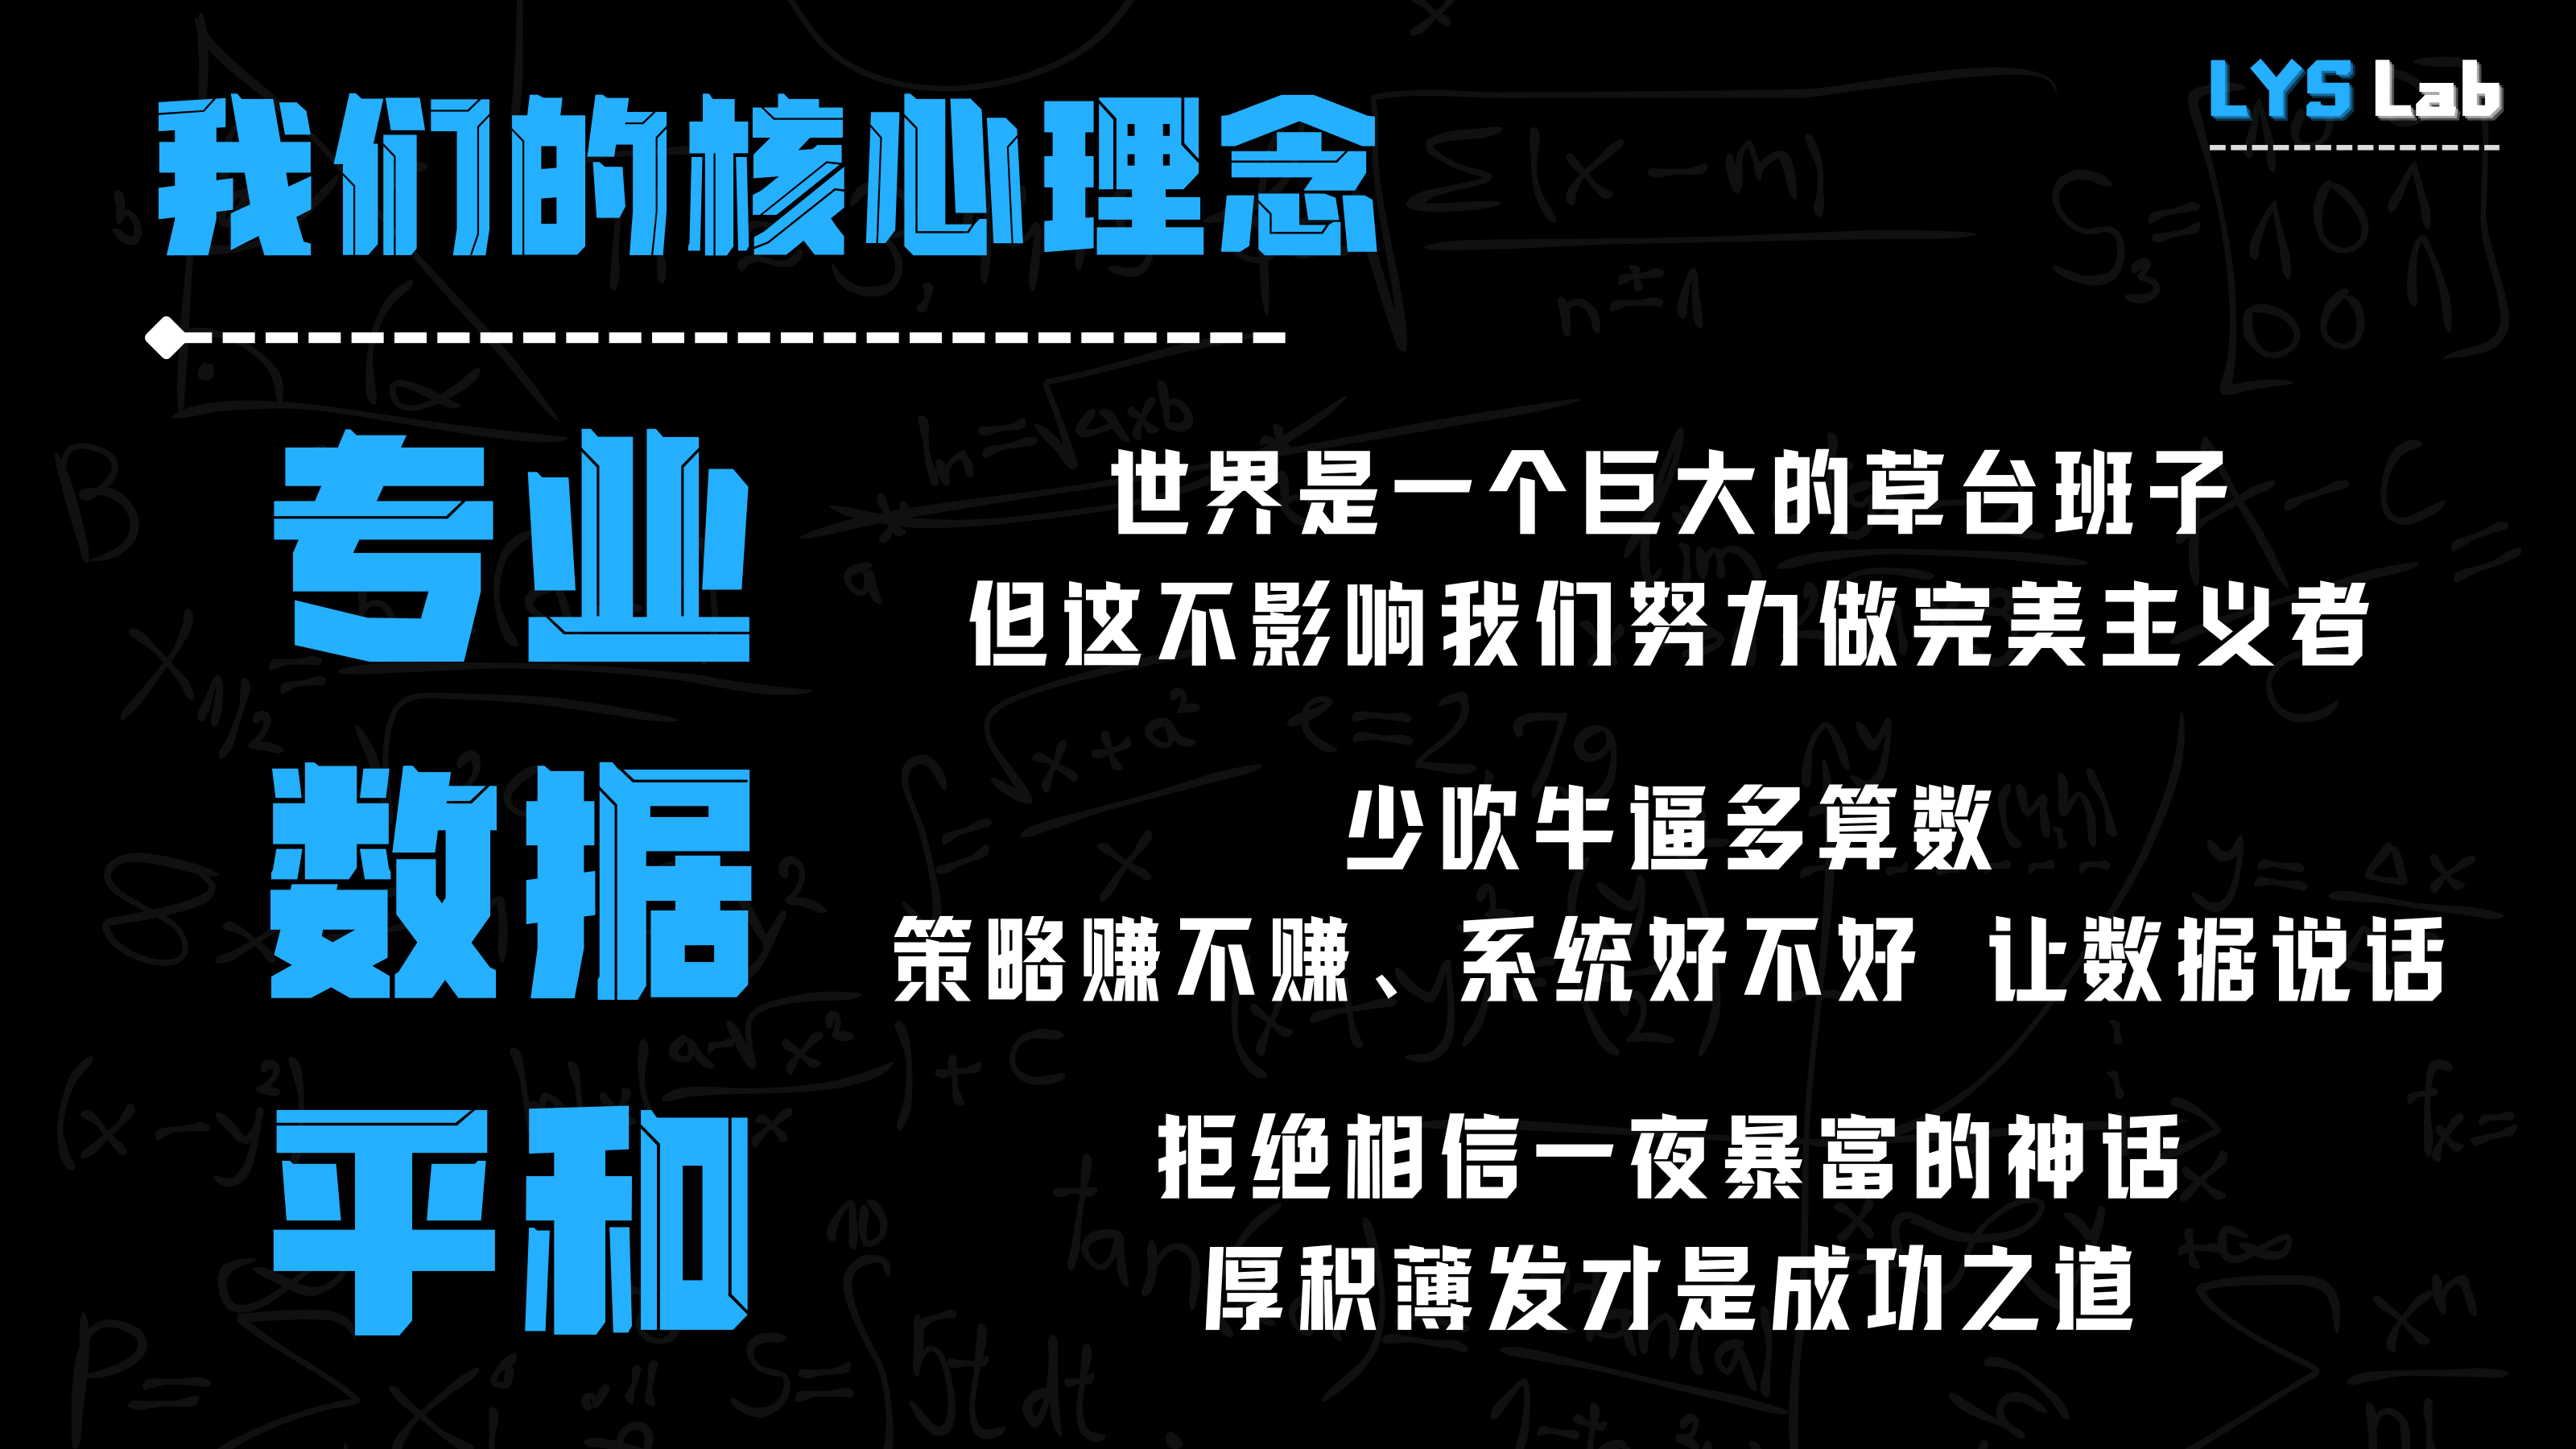 LYS Lab
我们的核心理念
专业
世界是一个巨大的草台班子
但这不影响我们努力做完美主义者
数据
少吹牛逼多算数
策略赚不赚、系统好不好 让数据说话
平和
拒绝相信一夜暴富的神话
厚积薄发才是成功之道